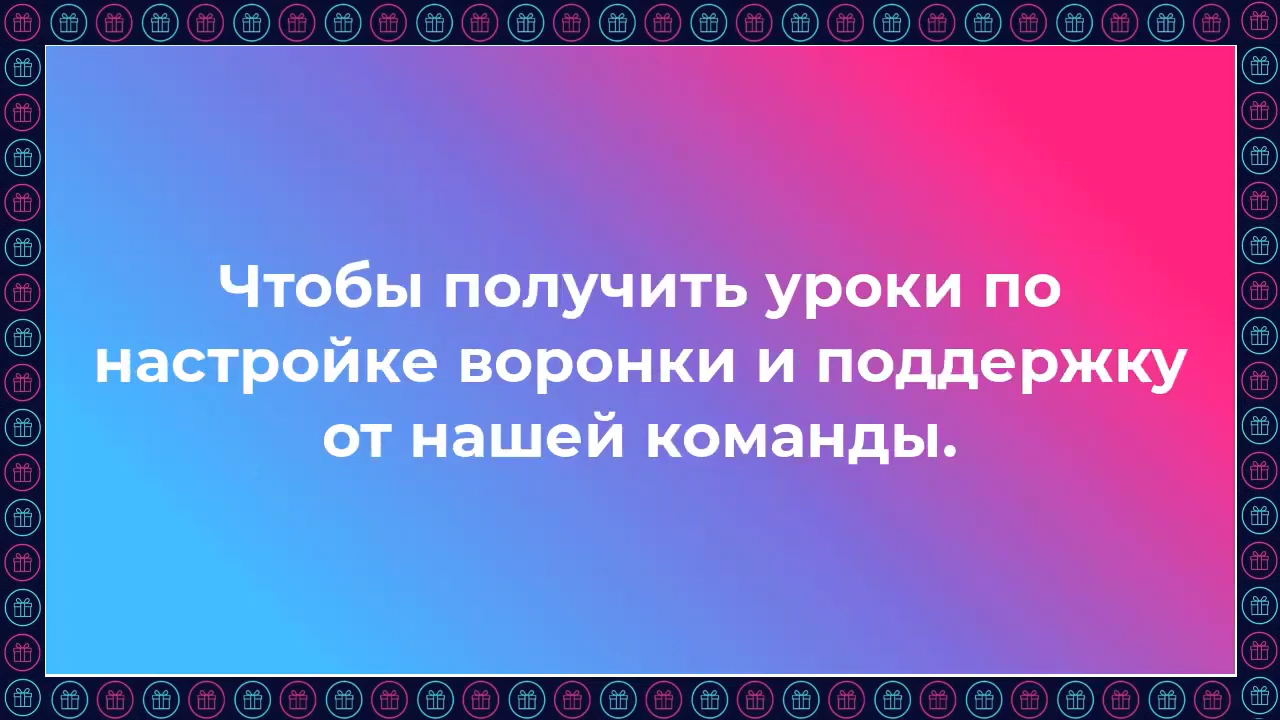 Чтобы получить уроки по
настройке воронки и поддержку
от нашей команды.